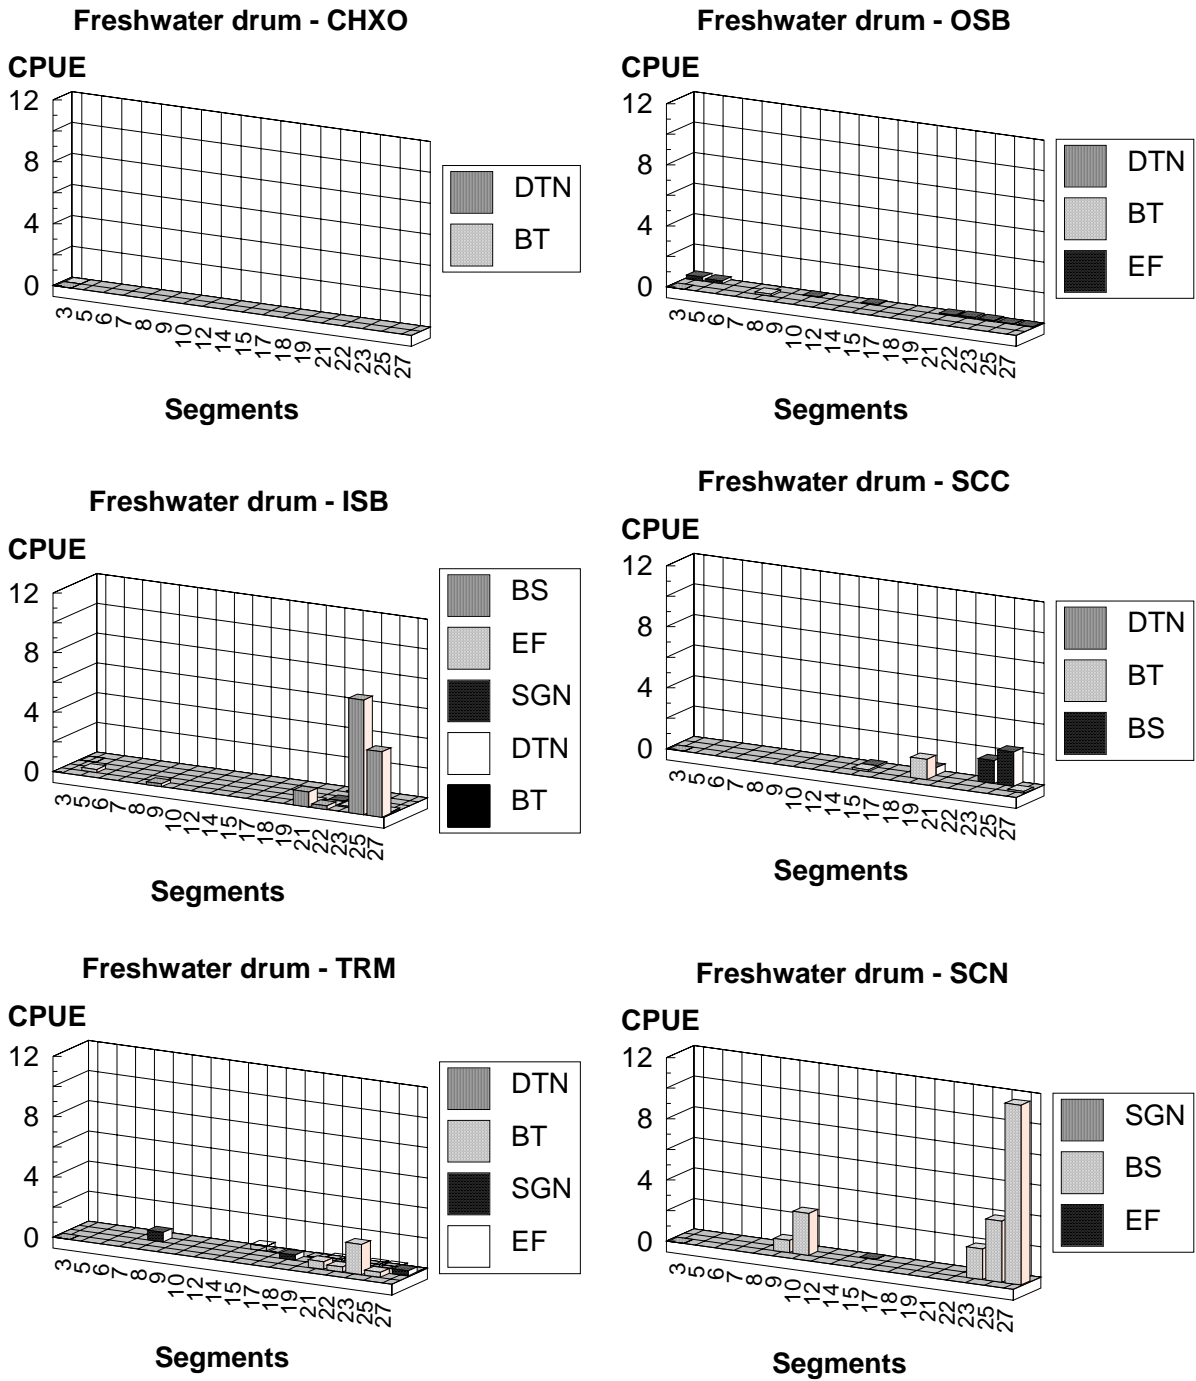 Freshwater drum - CHXO
CPUE
12
8
4
0
3 5 6 7 8 9 10 12 14 15 17 18 19 21 22 23 25 27
Segments
DTN
BT
Freshwater drum - OSB
CPUE
12
8
4
0
3 5 6 7 8 9 10 12 14 15 17 18 19 21 22 23 25 27
Segments
DTN
BT
EF
Freshwater drum - ISB
CPUE
12
8
4
0
3 5 6 7 8 9 10 12 14 15 17 18 19 21 22 23 25 27
Segments
BS
EF
SGN
DTN
BT
Freshwater drum - SCC
CPUE
12
8
4
0
3 5 6 7 8 9 10 12 14 15 17 18 19 21 22 23 25 27
Segments
DTN
BT
BS
Freshwater drum - TRM
CPUE
12
8
4
0
3 5 6 7 8 9 10 12 14 15 17 18 19 21 22 23 25 27
Segments
DTN
BT
SGN
EF
Freshwater drum - SCN
CPUE
12
8
4
0
3 5 6 7 8 9 10 12 14 15 17 18 19 21 22 23 25 27
Segments
SGN
BS
EF